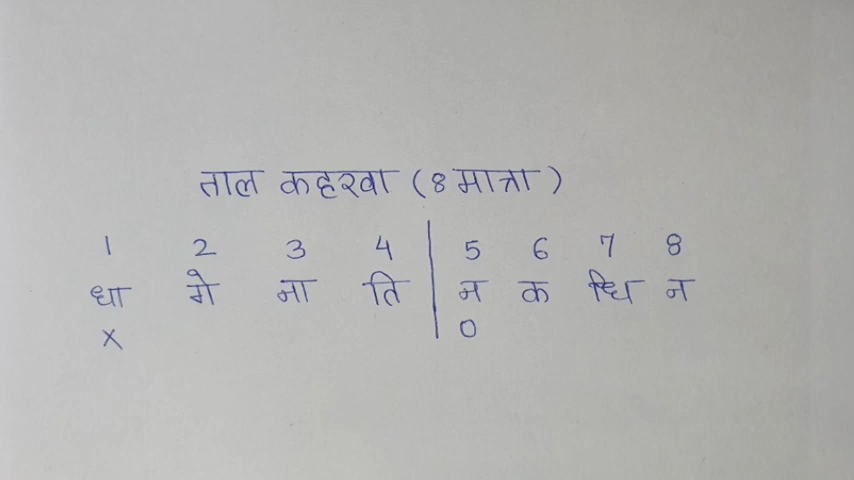 ताल कहरवा (8 मात्रा)
1 2 3 4 | 5 6 7 8
धा गे ना ति | न क धि न
x 0